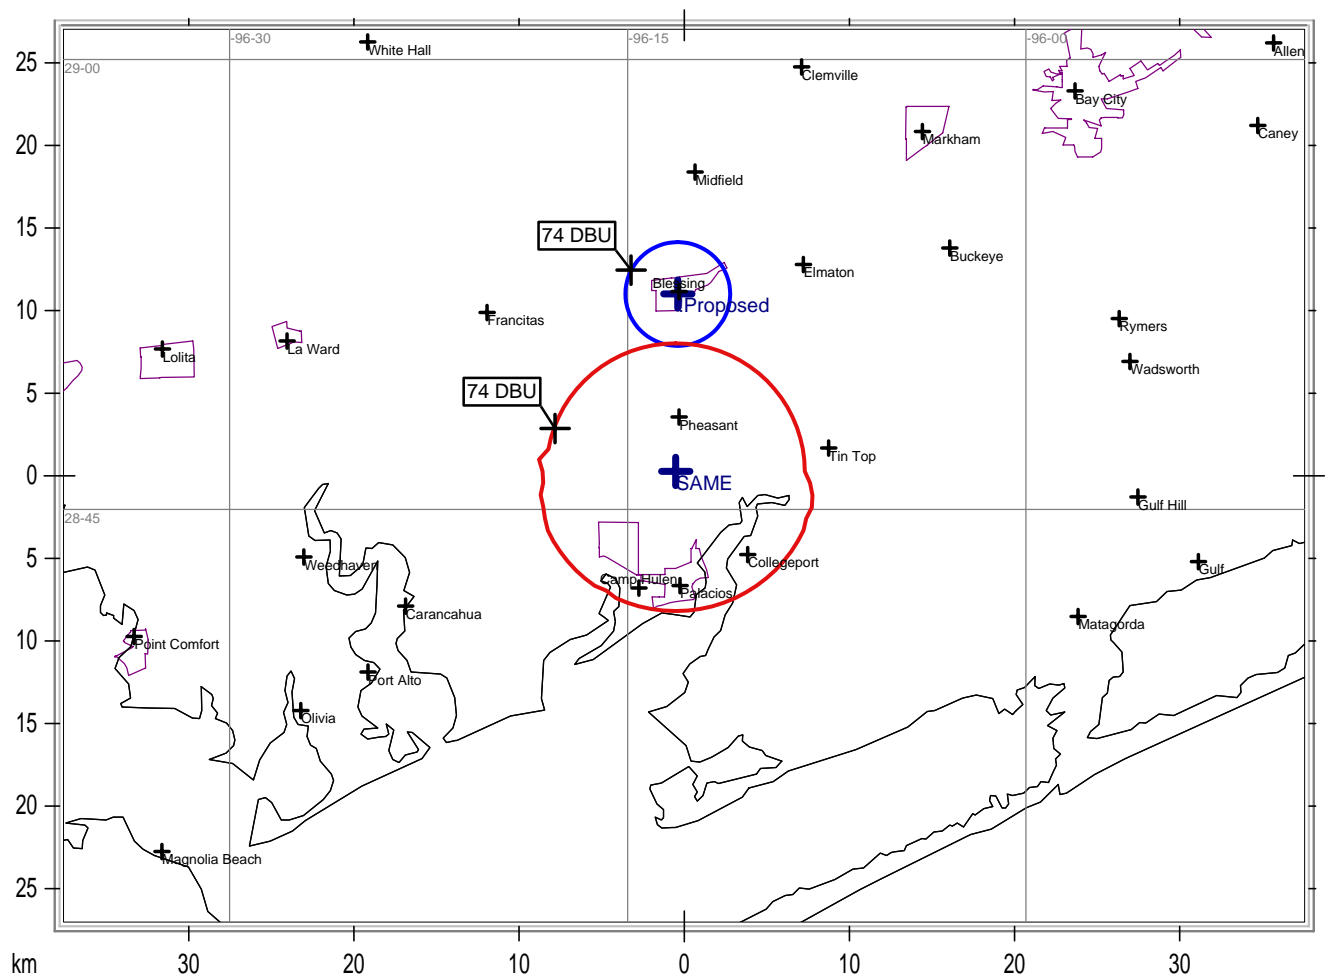 -96-30
-96-15
-96-00
White Hall
Allen
25
29-00
Clemville
Bay City
Caney
20
Markham
Midfield
15
74 DBU
Buckeye
Elmaton
Blessing
Proposed
10
Francitas
Rymers
La Ward
Lolita
Wadsworth
5
74 DBU
Pheasant
Tin Top
0
SAME
Gulf Hill
28-45
5
Weedhaven
Collegeport
Gulf
Camp Hulen
Palacios
Carancahua
Matagorda
10
Point Comfort
Port Alto
15
Olivia
20
Magnolia Beach
25
km
30
20
10
0
10
20
30